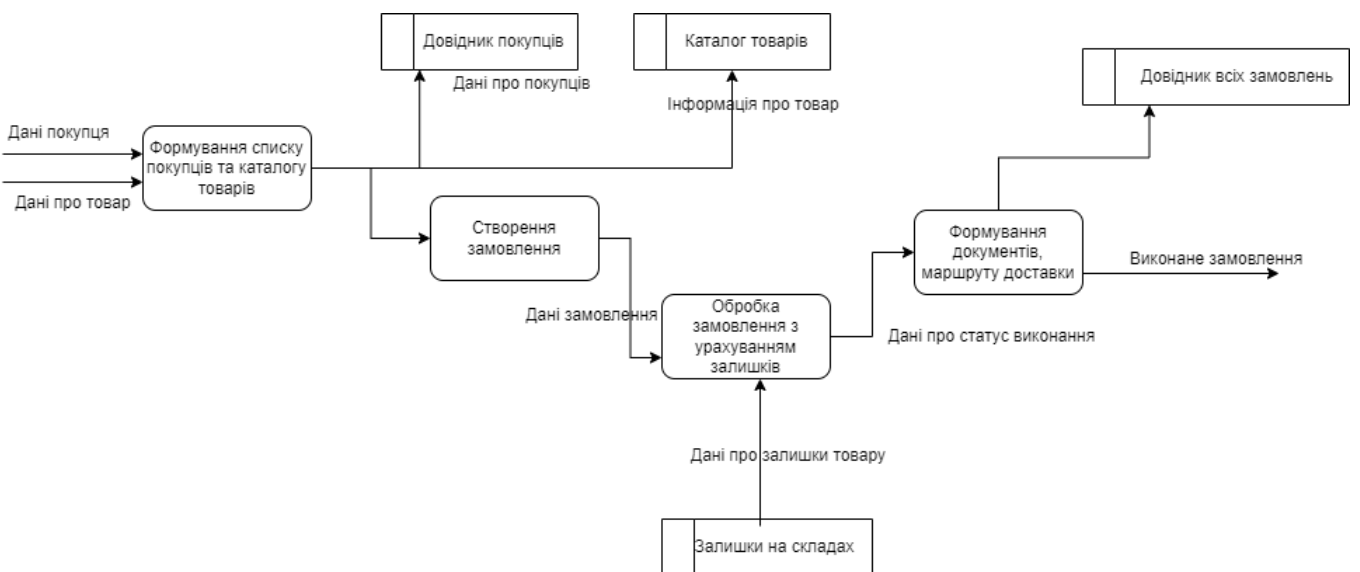 Довідник покупців
Каталог товарів
Дані про покупців
Інформація про товар
Довідник всіх замовлень
Дані покупця
Формування списку
покупців та каталогу
товарів
Дані про товар
Створення
замовлення
Формування
документів,
маршруту доставки
Виконане замовлення
Дані замовлення
Обробка
замовлення з
урахуванням
залишків
Дані про статус виконання
Дані про залишки товару
Залишки на складах